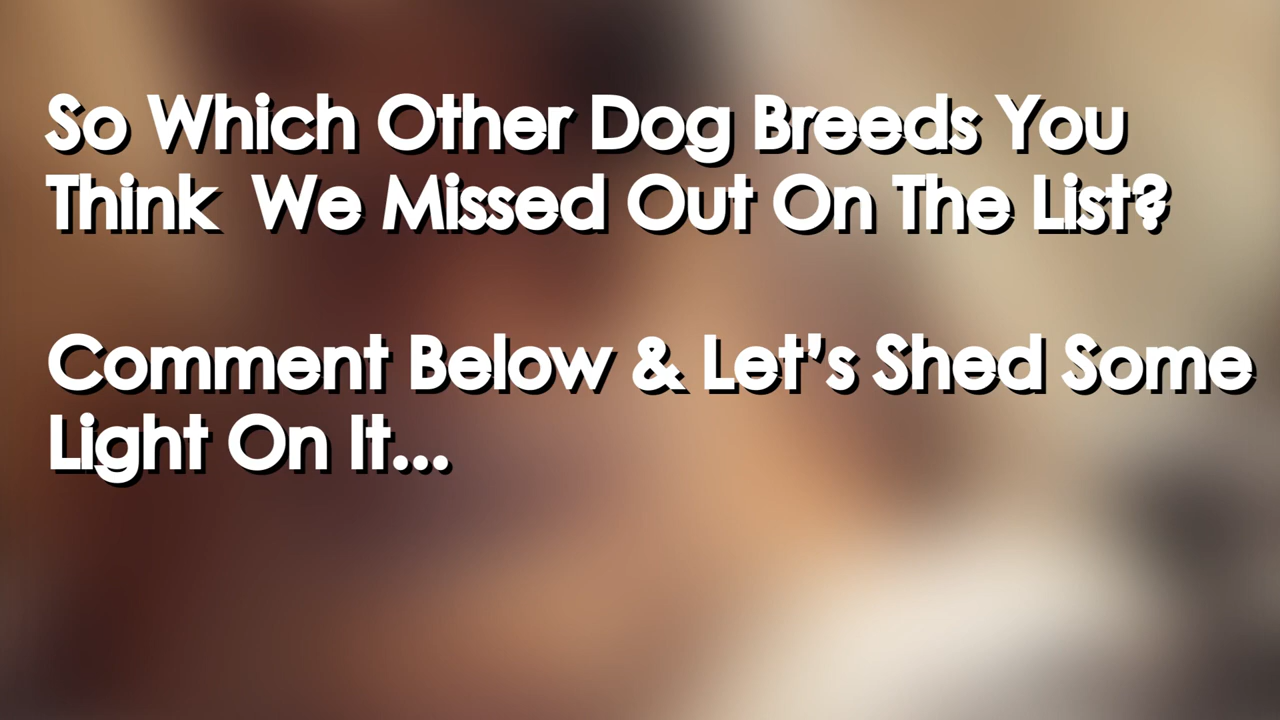 So Which Other Dog Breeds You
Think  We Missed Out On The List?
Comment Below & Let's Shed Some
Light On It...